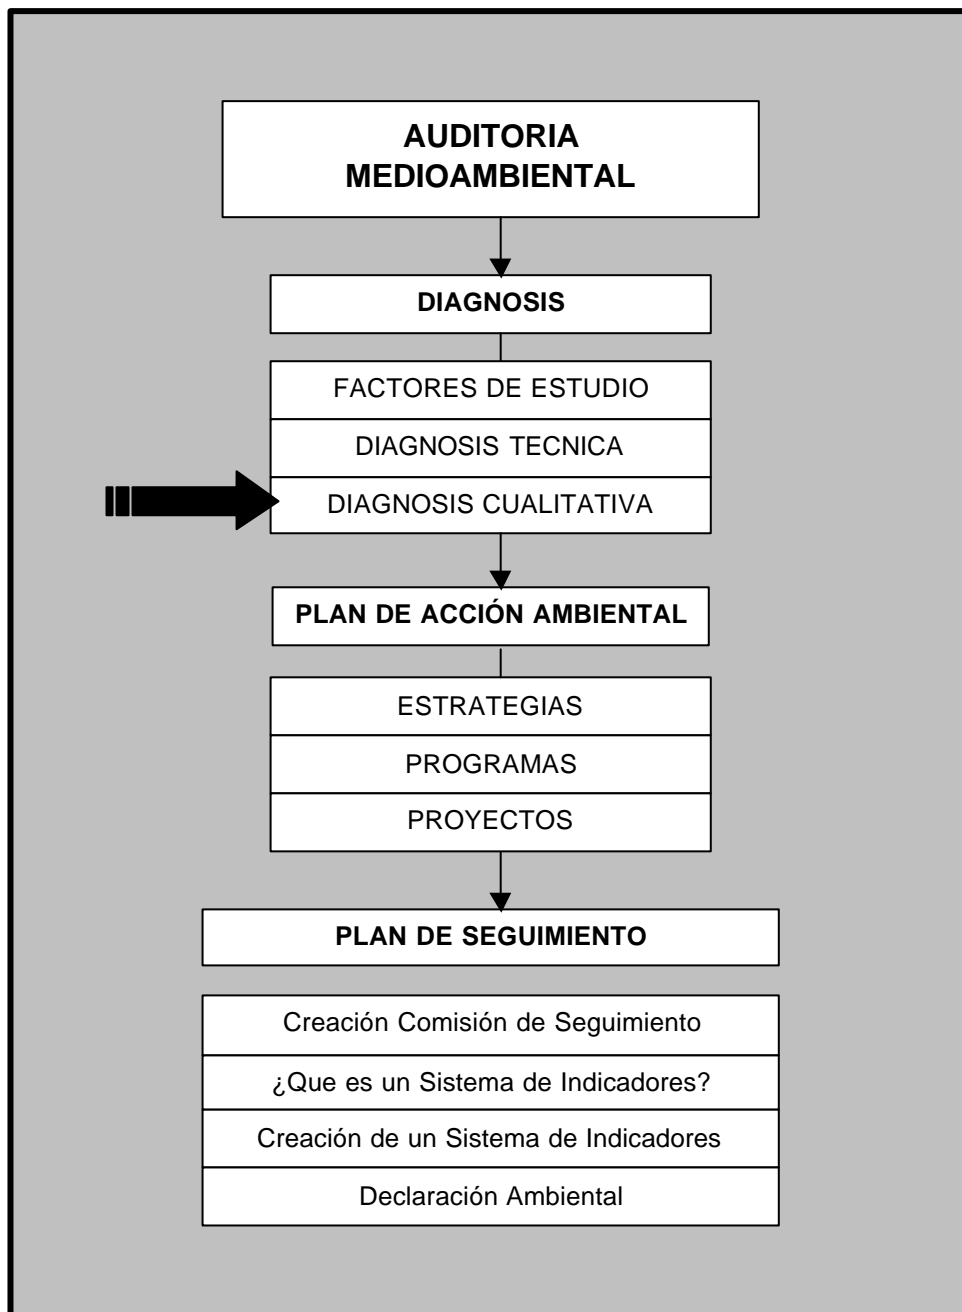 AUDITORIA
MEDIOAMBIENTAL
DIAGNOSIS
FACTORES DE ESTUDIO
DIAGNOSIS TECNICA
DIAGNOSIS CUALITATIVA
PLAN DE ACCIÓN AMBIENTAL
ESTRATEGIAS
PROGRAMAS
PROYECTOS
PLAN DE SEGUIMIENTO
Creación Comisión de Seguimiento
¿Que es un Sistema de Indicadores?
Creación de un Sistema de Indicadores
Declaración Ambiental